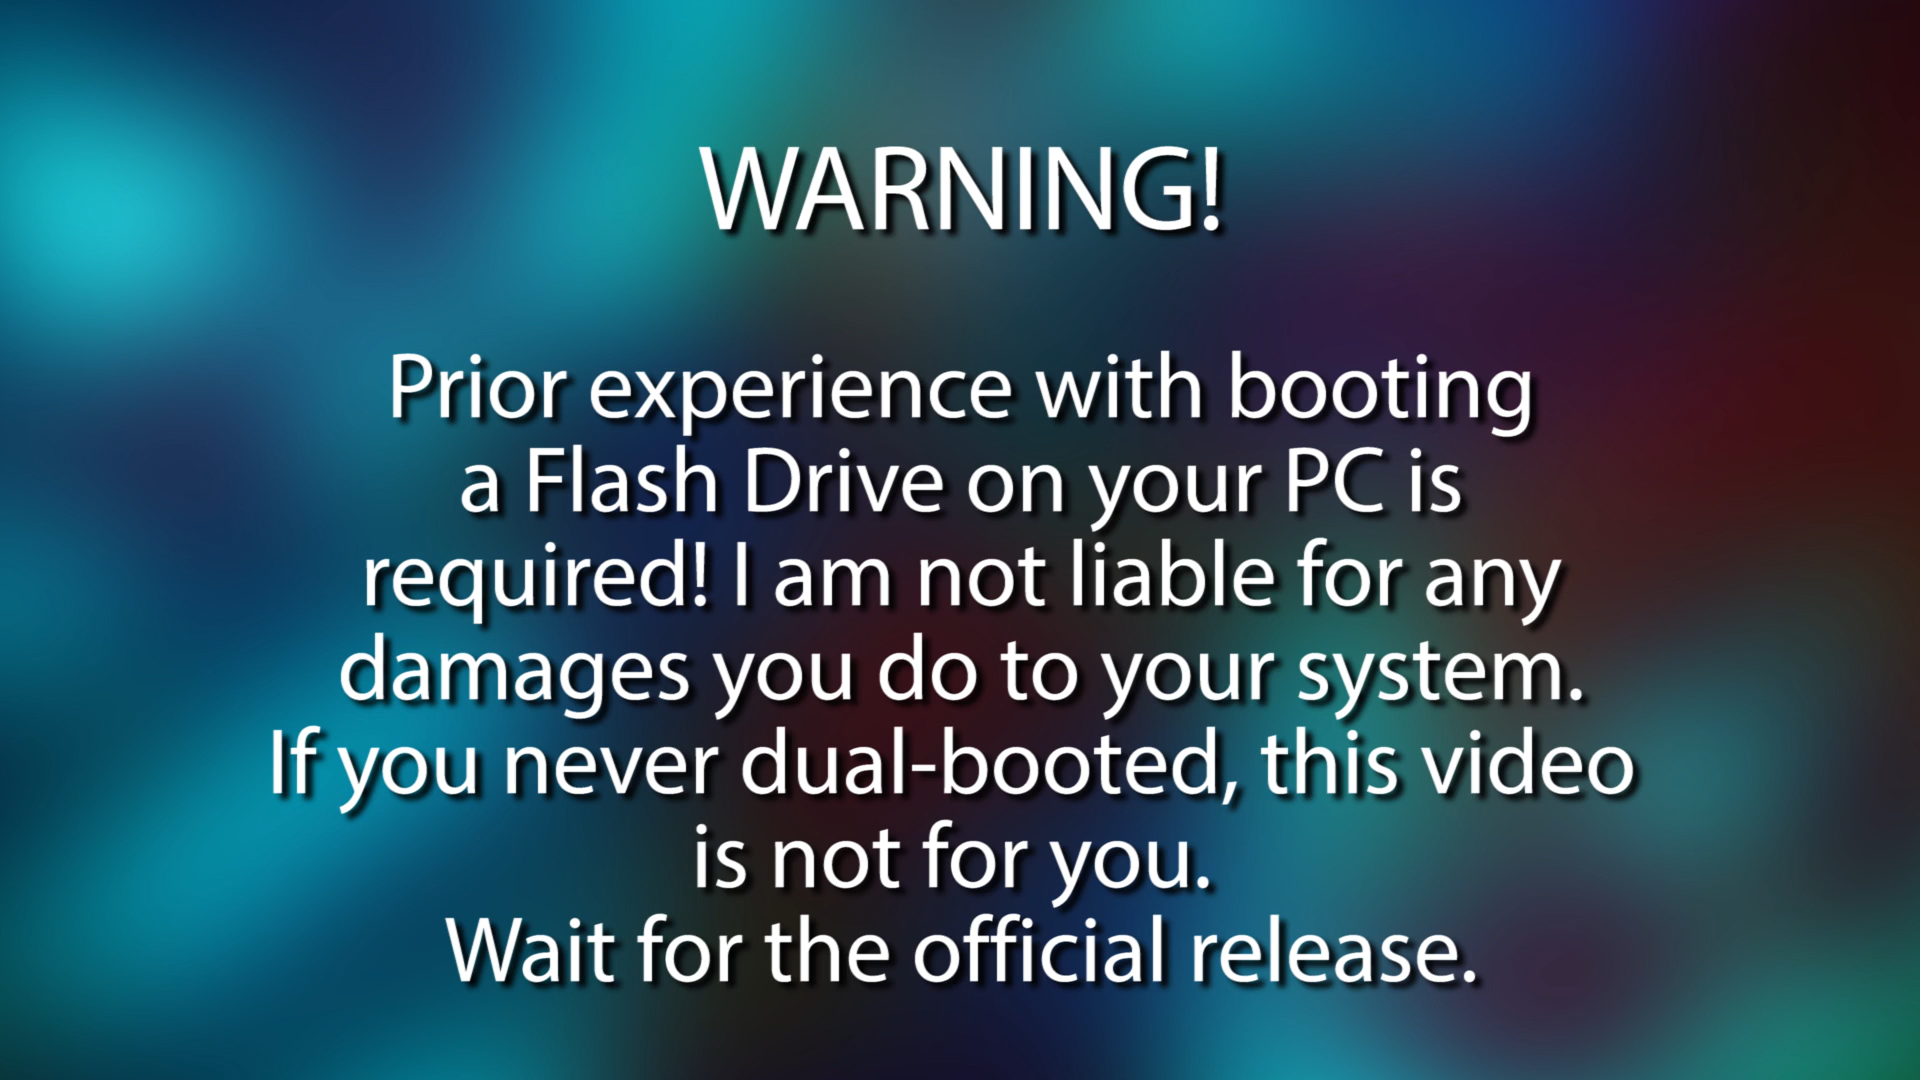 WARNING!
Prior experience with booting
a Flash Drive on your PC is
required! I am not liable for any
damages you do to your system.
If you never dual-booted, this video
is not for you.
Wait for the official release.